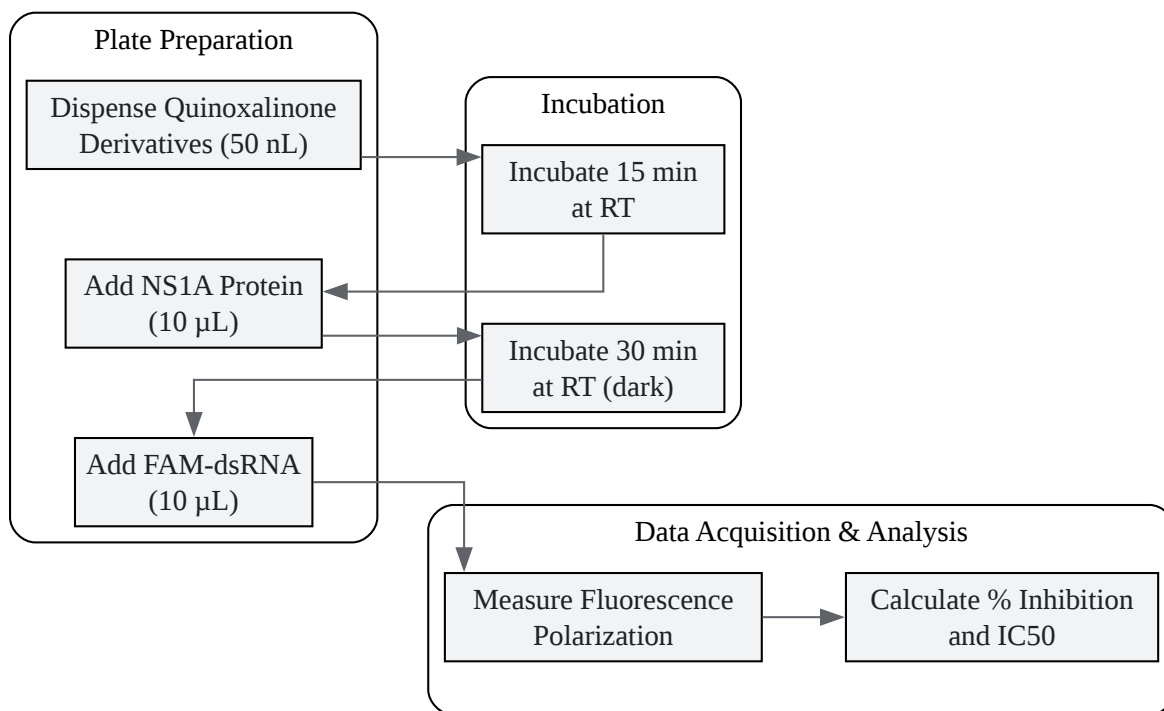 Plate Preparation
Dispense Quinoxalinone
Derivatives (50 nL)
Incubation
Incubate 15 min
at RT
Add NS1A Protein
(10 µL)
Incubate 30 min
at RT (dark)
Add FAM-dsRNA
(10 µL)
Data Acquisition & Analysis
Measure Fluorescence
Polarization
Calculate % Inhibition
and IC50